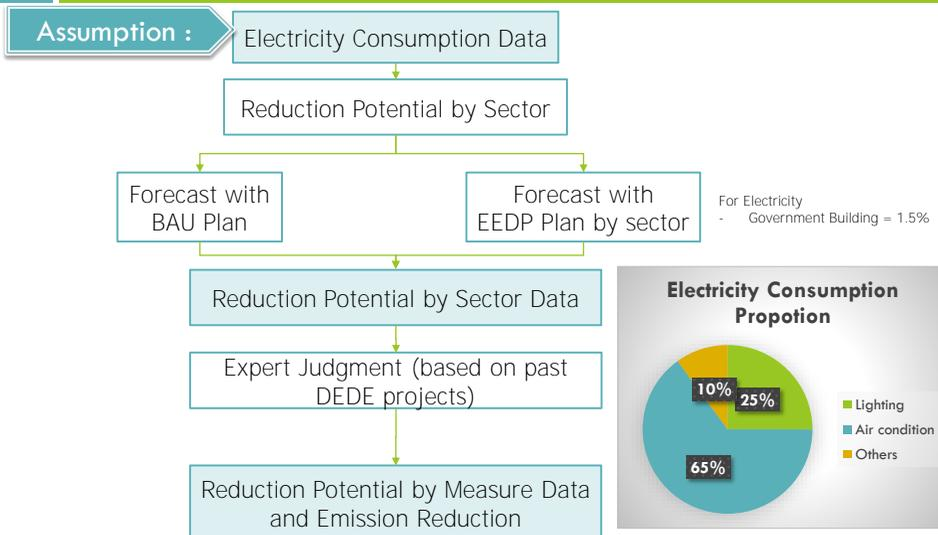 Assumption :
Electricity Consumption Data
Reduction Potential by Sector
Forecast with
BAU Plan
Forecast with
EEDP Plan by sector
For Electricity
- Government Building = 1.5%
Reduction Potential by Sector Data
Expert Judgment (based on past
DEDE projects)
Reduction Potential by Measure Data
and Emission Reduction
Electricity Consumption
Propotion
10%
25%
65%
Lighting
Air condition
Others